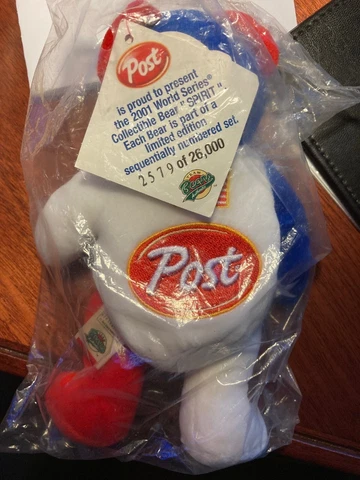 Post
is proud to present
the 2001 World Series®
Collectible Bear "SPIRIT".
Each Bear is part of a
limited edition
sequentially numbered set.
2579 of 26,000
Post